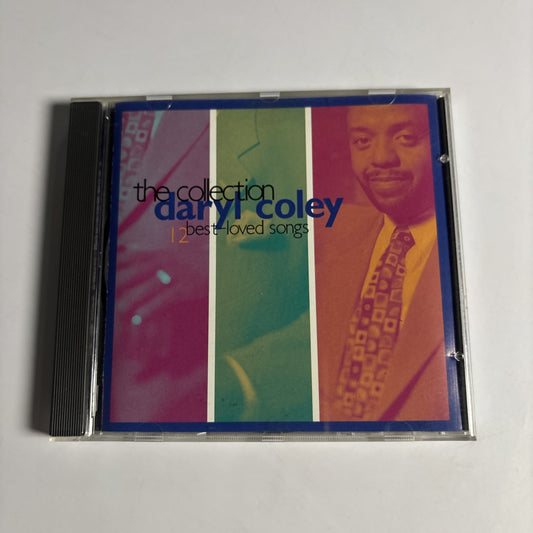 the collection
daryl coley
12 best-loved songs